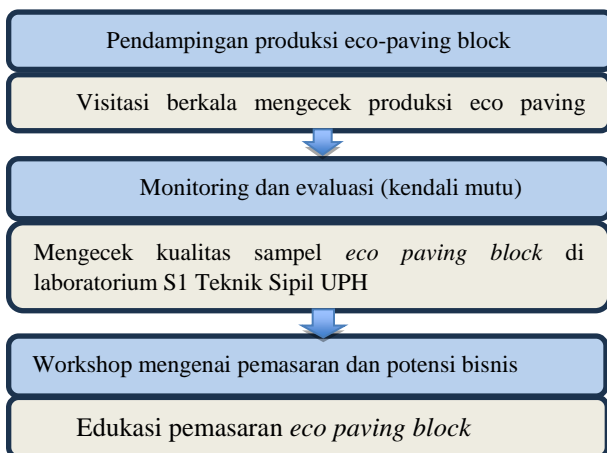 Pendampingan produksi eco-paving block
Visitasi berkala mengecek produksi eco paving
Monitoring dan evaluasi (kendali mutu)
Mengecek kualitas sampel eco paving block di
laboratorium S1 Teknik Sipil UPH
Workshop mengenai pemasaran dan potensi bisnis
Edukasi pemasaran eco paving block